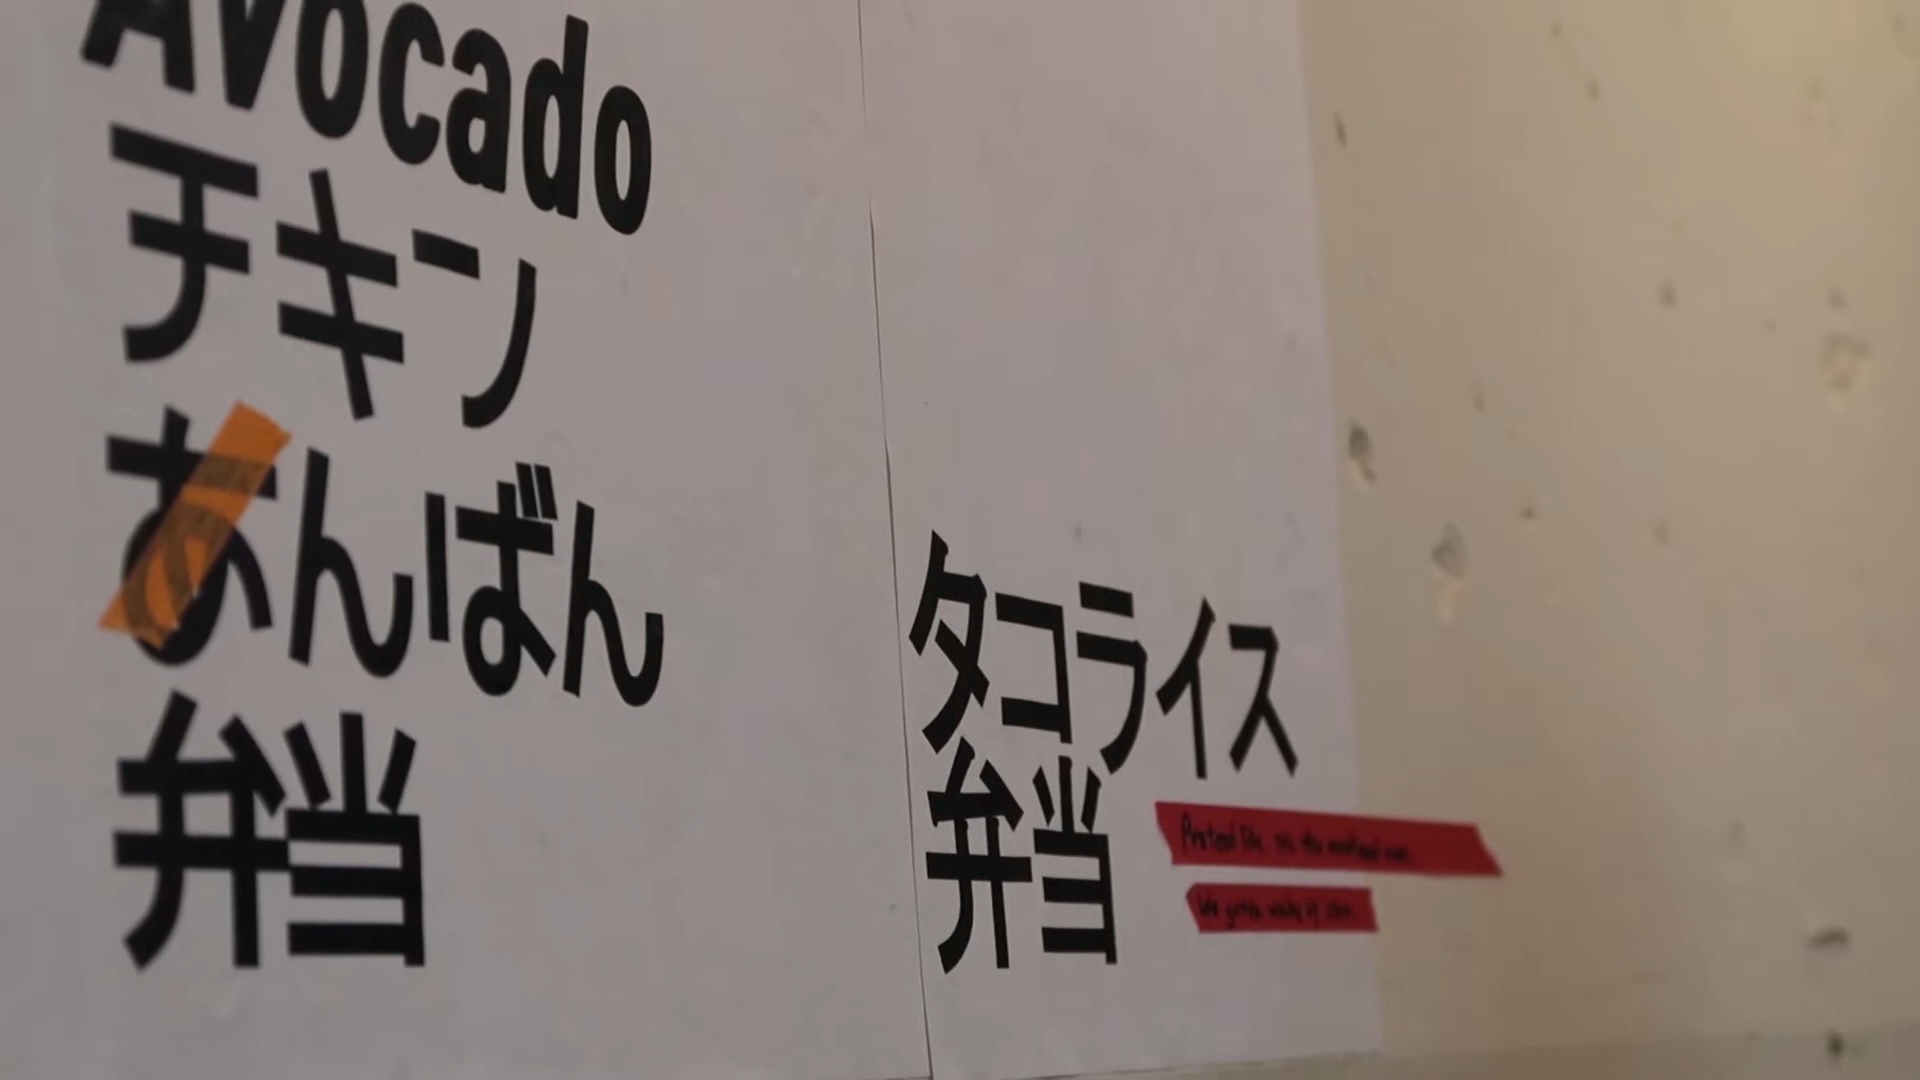 Avocado
チキン
なんばん
弁当
タコライス
弁当